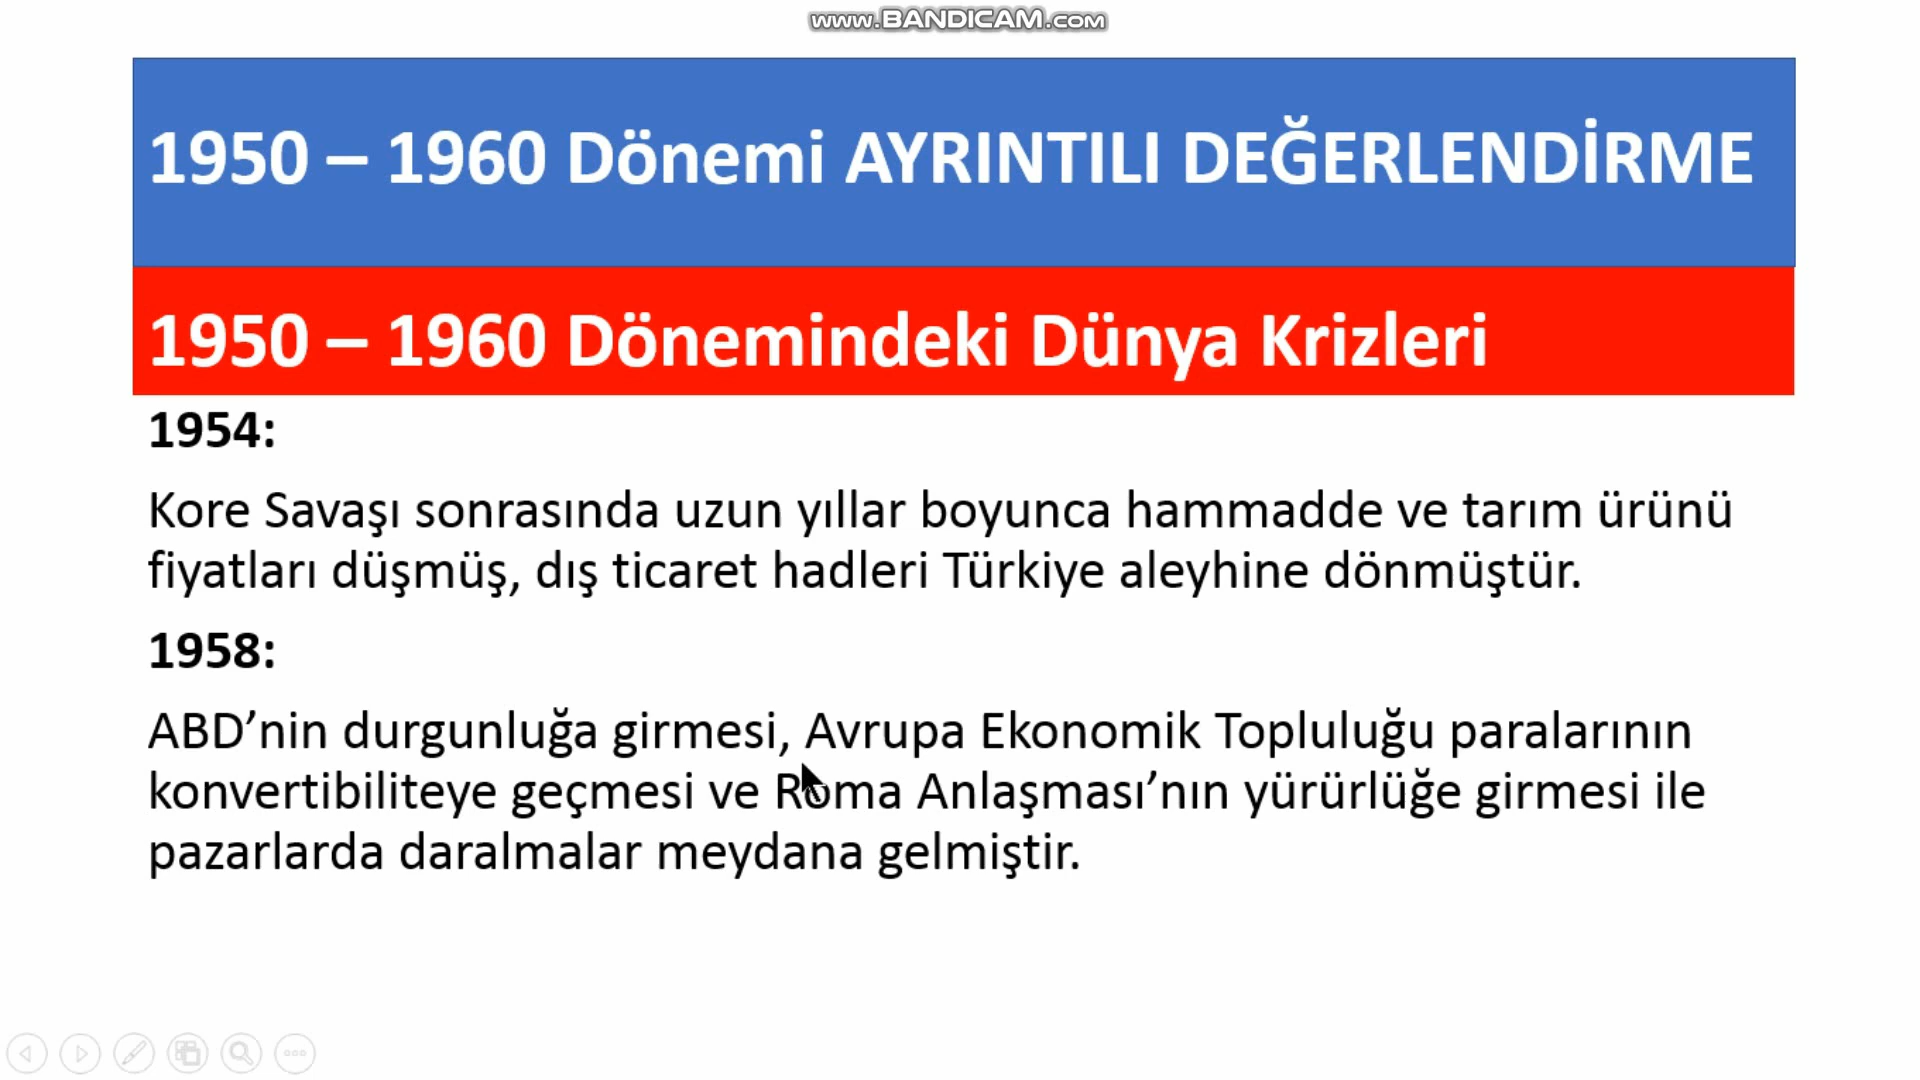 www.BANDICAM.com
1950 – 1960 Dönemi AYRINTILI DEĞERLENDİRME
1950 – 1960 Dönemindeki Dünya Krizleri
1954:
Kore Savaşı sonrasında uzun yıllar boyunca hammadde ve tarım ürünü
fiyatları düşmüş, dış ticaret hadleri Türkiye aleyhine dönmüştür.
1958:
ABD’nin durgunluğa girmesi, Avrupa Ekonomik Topluluğu paralarının
konvertibiliteye geçmesi ve Roma Anlaşması’nın yürürlüğe girmesi ile
pazarlarda daralmalar meydana gelmiştir.